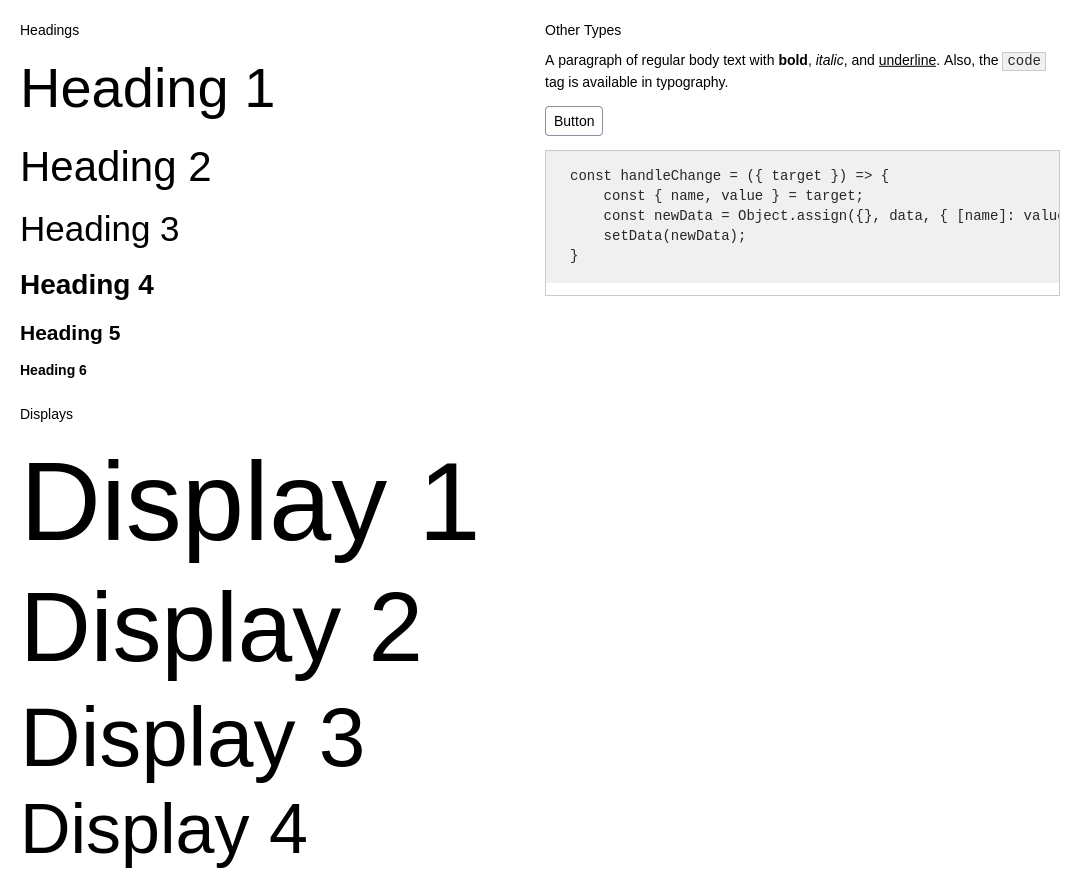 Headings
Heading 1
Heading 2
Heading 3
Heading 4
Heading 5
Heading 6
Displays
Display 1
Display 2
Display 3
Display 4
Other Types
A paragraph of regular body text with bold, italic, and underline. Also, the code
tag is available in typography.
Button
const handleChange = ({ target }) => {
    const { name, value } = target;
    const newData = Object.assign({}, data, { [name]: value
    setData(newData);
}